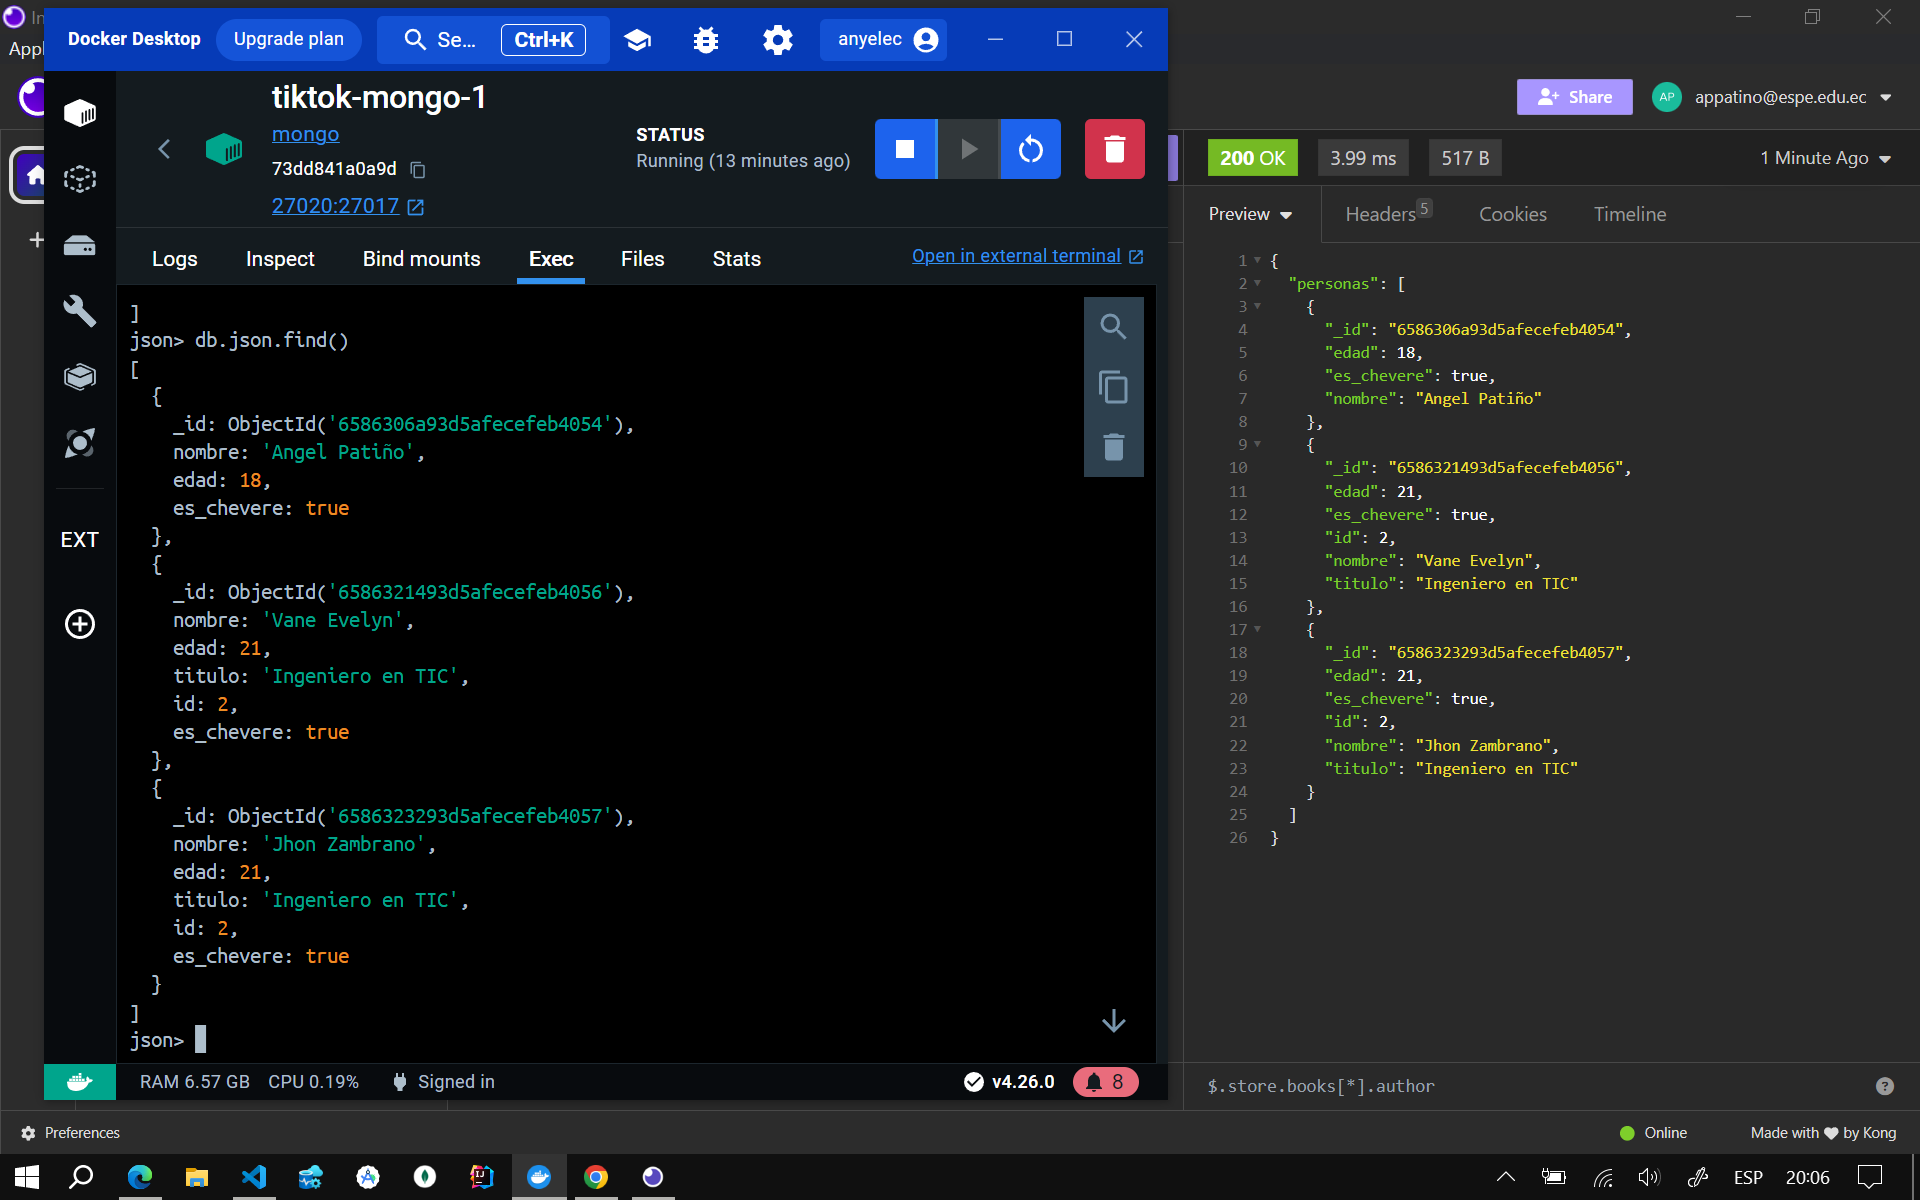 In
Appl
Docker Desktop
Upgrade plan
Se...
Ctrl+K
anyelec
tiktok-mongo-1
mongo
73dd841a0a9d
27020:27017
STATUS
Running (13 minutes ago)
Logs
Inspect
Bind mounts
Exec
Files
Stats
Open in external terminal
EXT
]
json> db.json.find()
[
  {
    _id: ObjectId('6586306a93d5afecefeb4054'),
    nombre: 'Angel Patiño',
    edad: 18,
    es_chevere: true
  },
  {
    _id: ObjectId('6586321493d5afecefeb4056'),
    nombre: 'Vane Evelyn',
    edad: 21,
    titulo: 'Ingeniero en TIC',
    id: 2,
    es_chevere: true
  },
  {
    _id: ObjectId('6586323293d5afecefeb4057'),
    nombre: 'Jhon Zambrano',
    edad: 21,
    titulo: 'Ingeniero en TIC',
    id: 2,
    es_chevere: true
  }
]
json>
RAM 6.57 GB
CPU 0.19%
Signed in
v4.26.0
8
Share
AP
appatino@espe.edu.ec
200 OK
3.99 ms
517 B
1 Minute Ago
Preview
Headers 5
Cookies
Timeline
1 {
2 "personas": [
3 {
4 "_id": "6586306a93d5afecefeb4054",
5 "edad": 18,
6 "es_chevere": true,
7 "nombre": "Angel Patiño"
8 },
9 {
10 "_id": "6586321493d5afecefeb4056",
11 "edad": 21,
12 "es_chevere": true,
13 "id": 2,
14 "nombre": "Vane Evelyn",
15 "titulo": "Ingeniero en TIC"
16 },
17 {
18 "_id": "6586323293d5afecefeb4057",
19 "edad": 21,
20 "es_chevere": true,
21 "id": 2,
22 "nombre": "Jhon Zambrano",
23 "titulo": "Ingeniero en TIC"
24 }
25 ]
26 }
$.store.books[*].author
?
Preferences
Online
Made with
by Kong
ESP
20:06